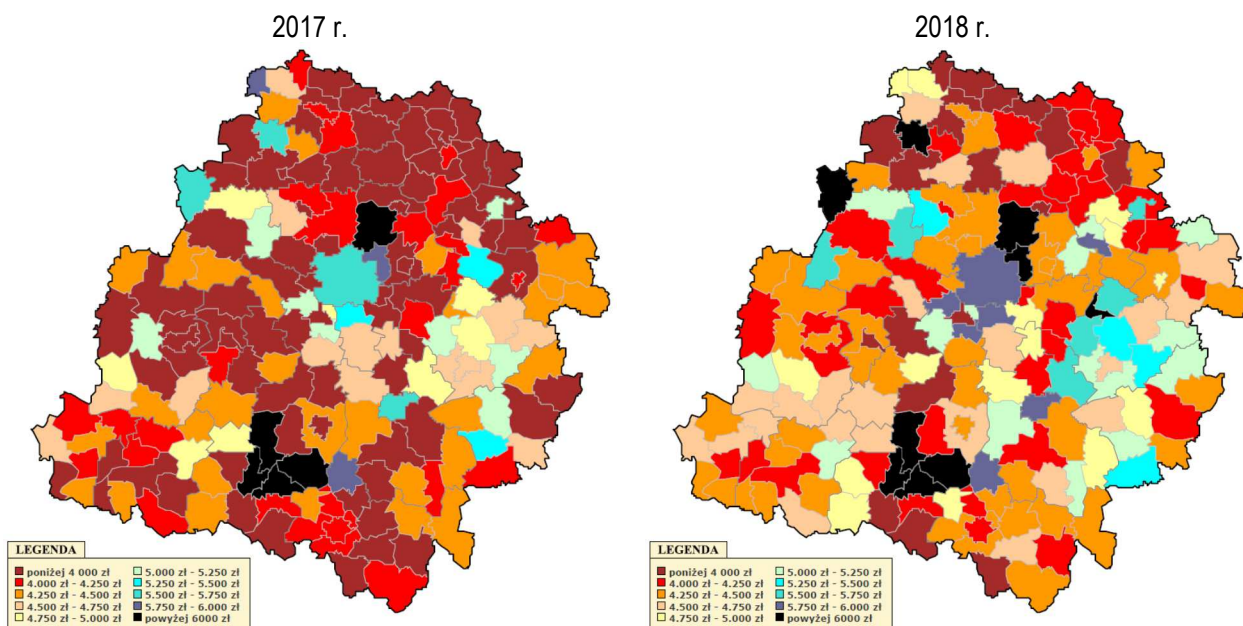 2017 r.
2018 r.
LEGENDA
poniżej 4 000 zł
4.000 zł - 4.250 zł
4.250 zł - 4.500 zł
4.500 zł - 4.750 zł
4.750 zł - 5.000 zł
5.000 zł - 5.250 zł
5.250 zł - 5.500 zł
5.500 zł - 5.750 zł
5.750 zł - 6.000 zł
powyżej 6000 zł
LEGENDA
poniżej 4 000 zł
4.000 zł - 4.250 zł
4.250 zł - 4.500 zł
4.500 zł - 4.750 zł
4.750 zł - 5.000 zł
5.000 zł - 5.250 zł
5.250 zł - 5.500 zł
5.500 zł - 5.750 zł
5.750 zł - 6.000 zł
powyżej 6000 zł